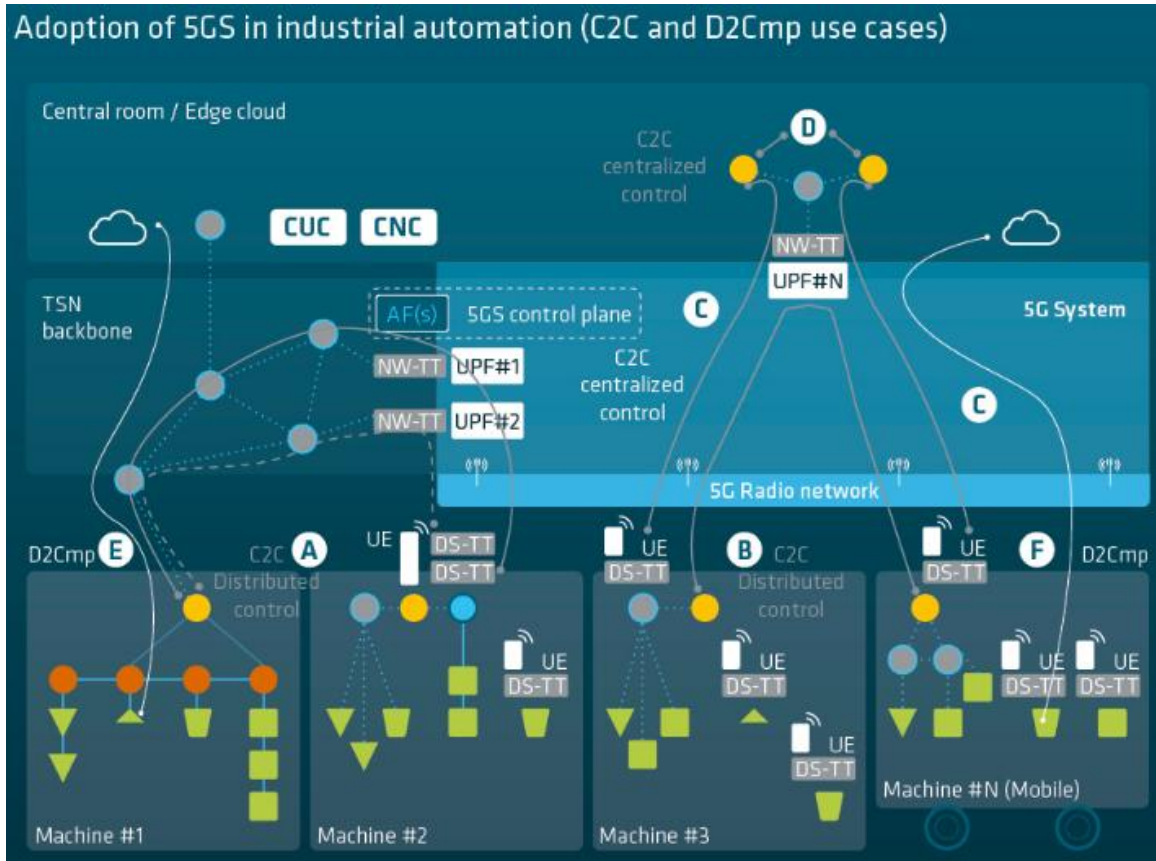 Adoption of 5GS in industrial automation (C2C and D2Cmp use cases)
Central room / Edge cloud
D
C2C
centralized
control
CUC
CNC
NW-TT
UPF#N
TSN
backbone
AF(s)
5GS control plane
C
5G System
NW-TT
UPF#1
C2C
centralized
control
C
NW-TT
UPF#2
5G Radio network
D2Cmp
E
C2C
Distributed
control
A
UE
DS-TT
DS-TT
UE
DS-TT
B
C2C
Distributed
control
UE
DS-TT
F
D2Cmp
UE
DS-TT
UE
DS-TT
UE
DS-TT
UE
DS-TT
UE
DS-TT
Machine #1
Machine #2
Machine #3
Machine #N (Mobile)